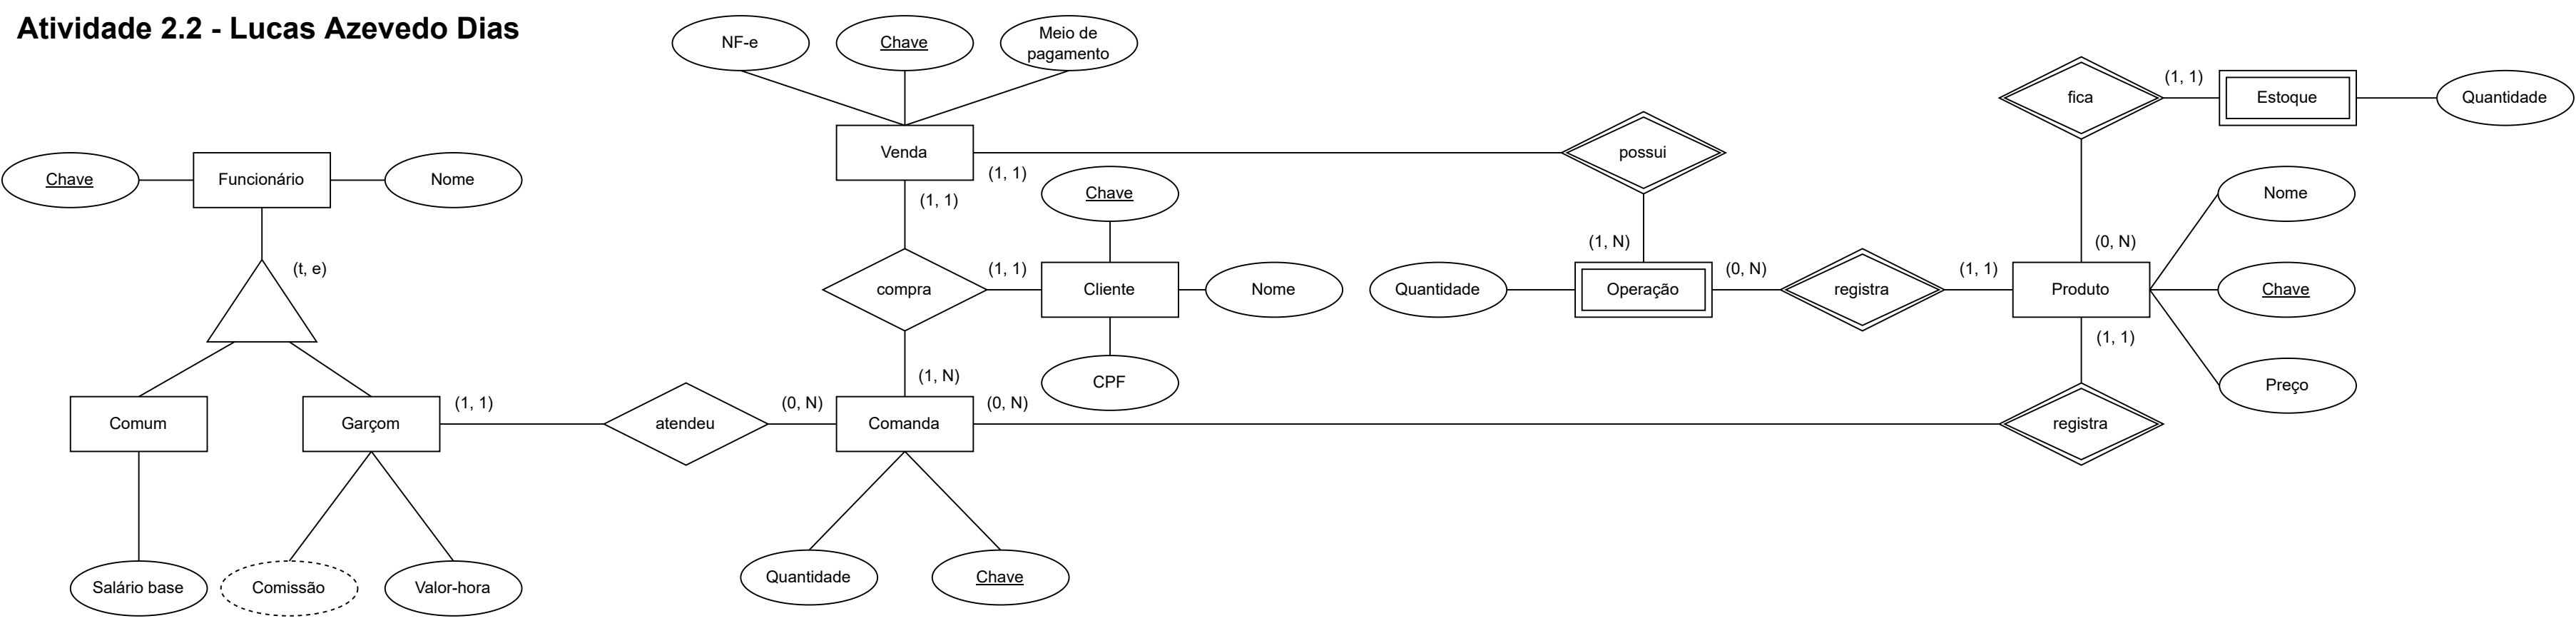 Atividade 2.2 - Lucas Azevedo Dias
NF-e
Chave
Meio de
pagamento
Venda
(1, 1)
(1, 1)
possui
fica
(1, 1)
Estoque
Quantidade
Chave
Funcionário
Nome
(t, e)
Chave
(1, 1)
Cliente
Nome
CPF
compra
(1, N)
(1, N)
Quantidade
Operação
(0, N)
registra
(1, 1)
(0, N)
Produto
Nome
Chave
Preço
(1, 1)
Comum
Garçom
(1, 1)
atendeu
(0, N)
Comanda
(0, N)
registra
Salário base
Comissão
Valor-hora
Quantidade
Chave